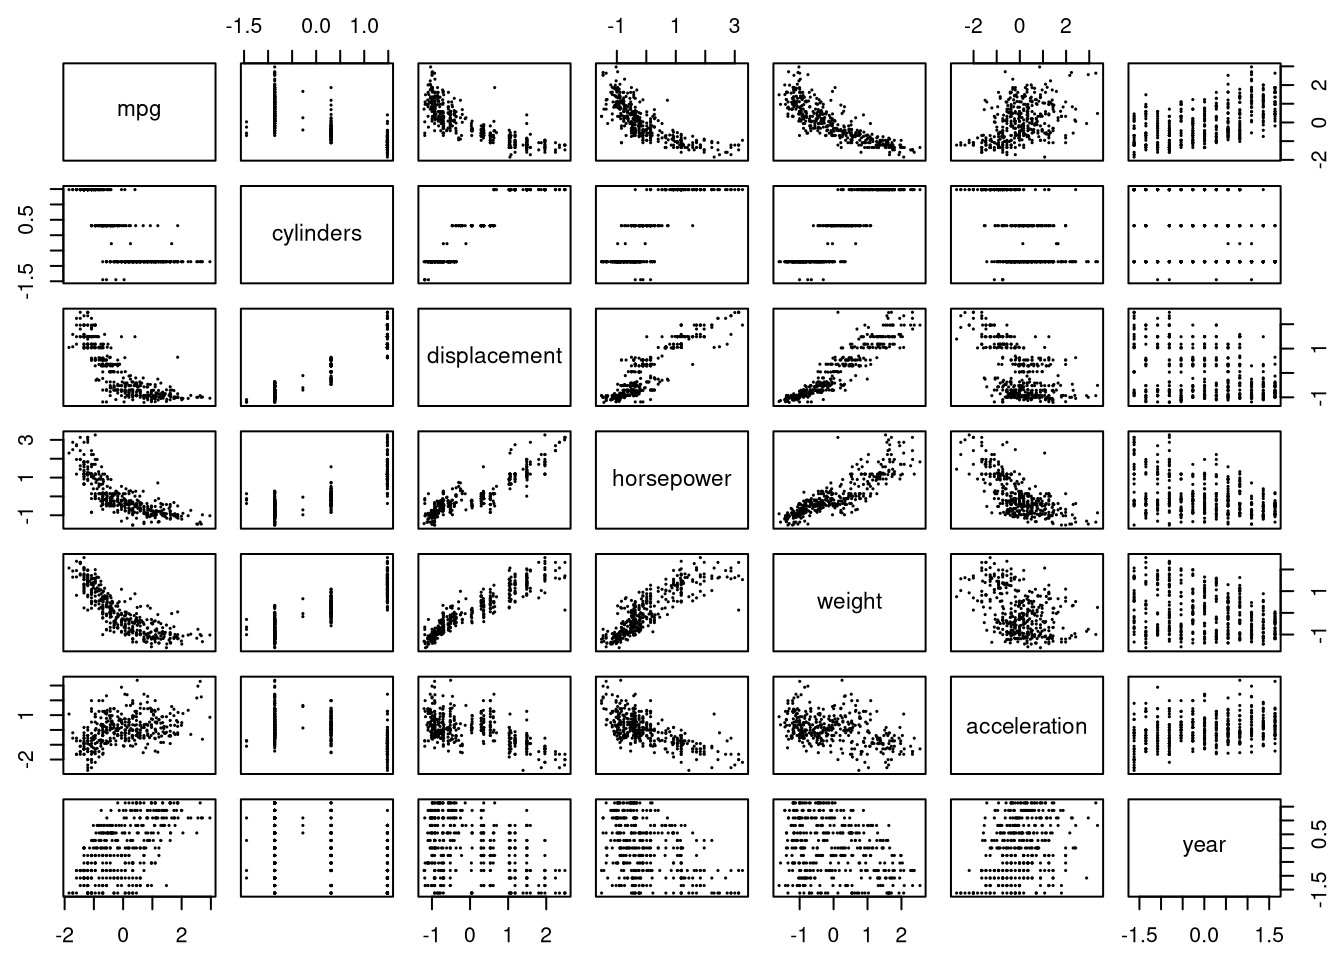 -1.5 0.0 1.0 -1 1 3 -2 0 2
mpg
-2 0 2
cylinders
-1.5 0.5
displacement
-1 1
horsepower
-1 1 3
weight
-1 1
acceleration
-2 1
year
-1.5 0.5
-2 0 2 -1 0 1 2 -1 0 1 2 -1.5 0.0 1.5